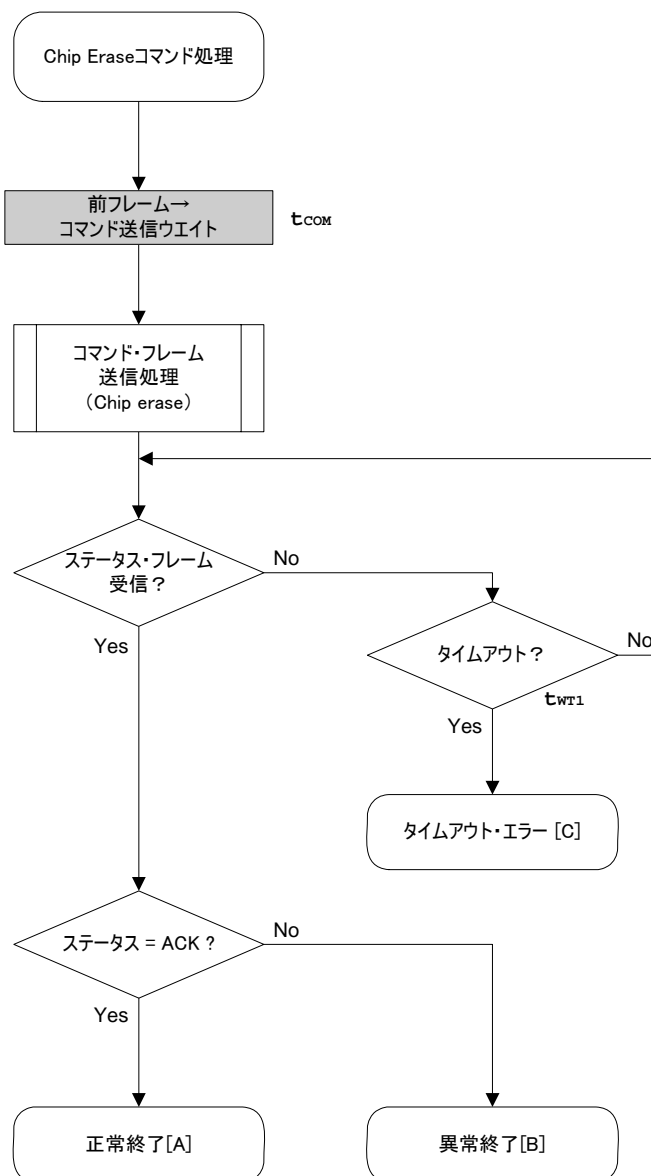 Chip Eraseコマンド処理
前フレーム→
コマンド送信ウエイト
tCOM
コマンド・フレーム
送信処理
（Chip erase）
ステータス・フレーム
受信？
No
Yes
タイムアウト？
No
tWT1
Yes
タイムアウト・エラー [C]
ステータス = ACK ?
No
Yes
正常終了[A]
異常終了[B]